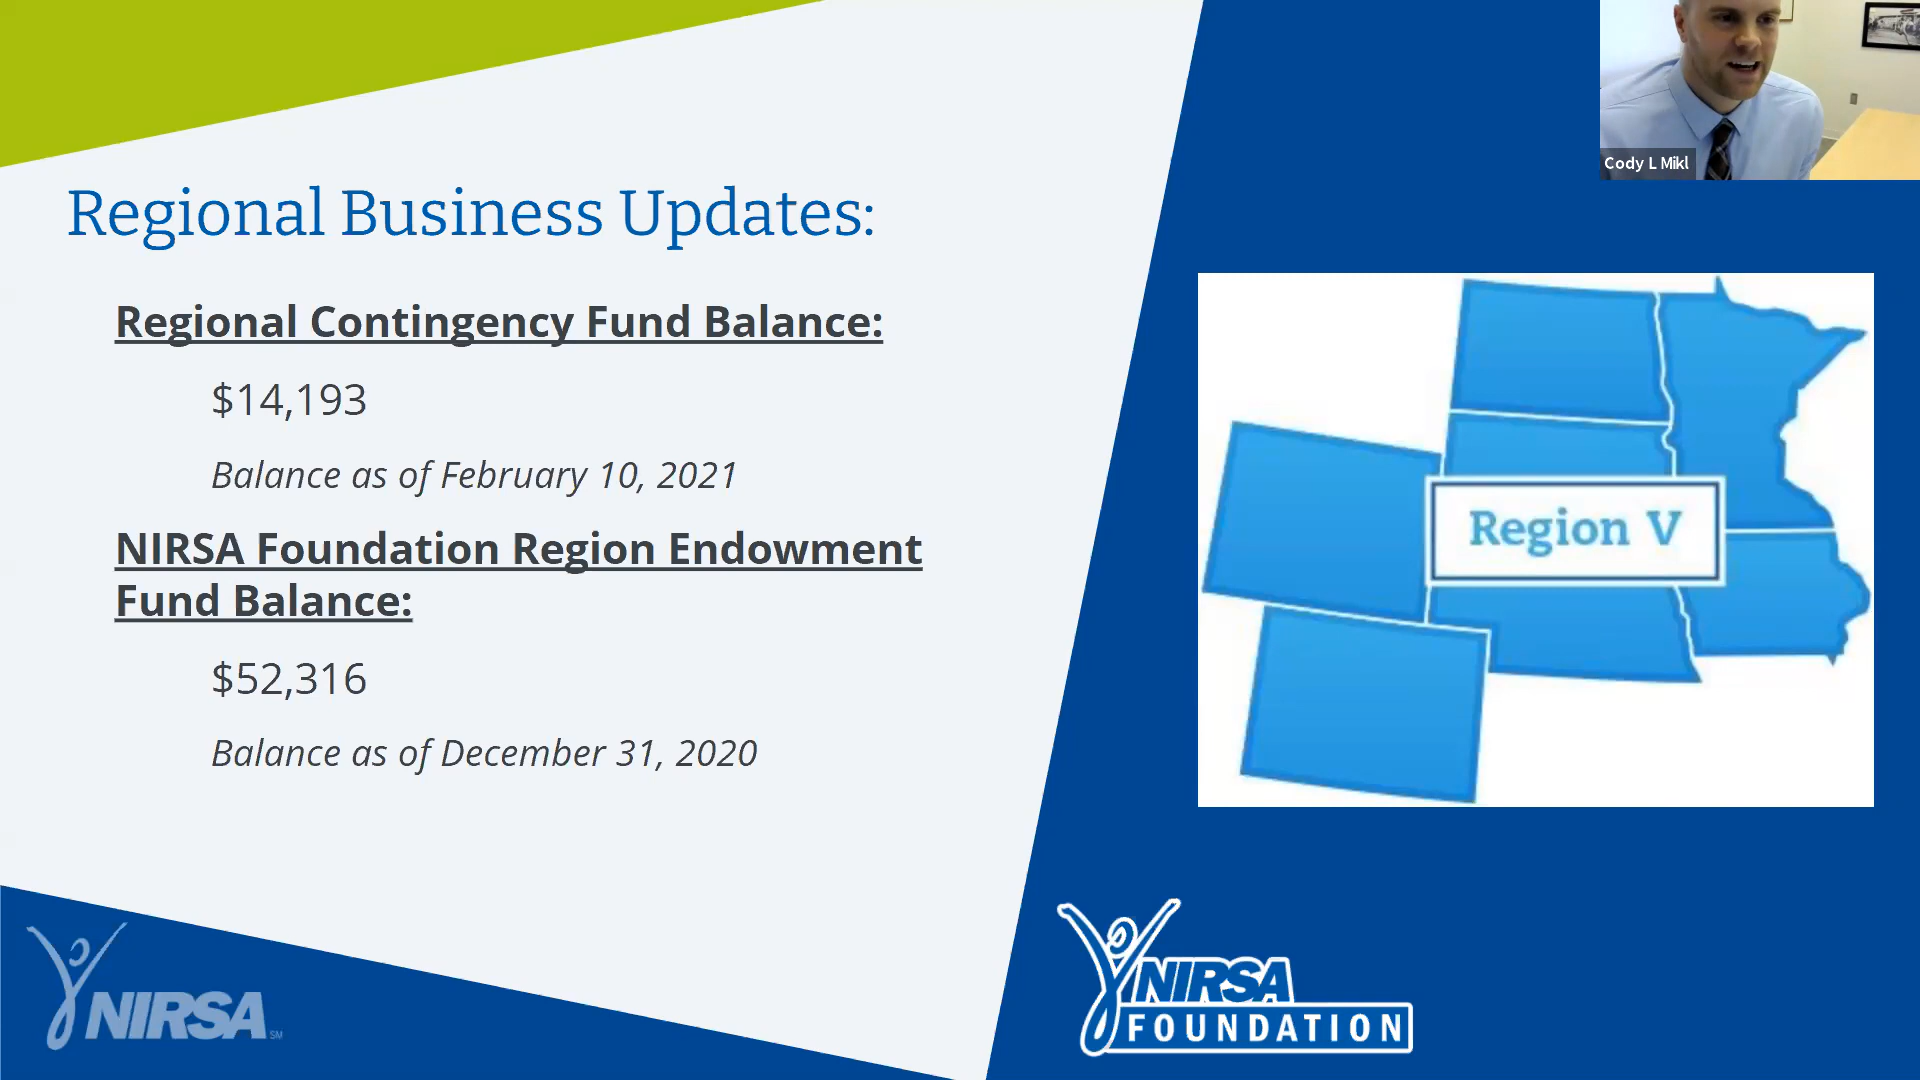 Cody L Mikl
Regional Business Updates:
Regional Contingency Fund Balance:
$14,193
Balance as of February 10, 2021
NIRSA Foundation Region Endowment
Fund Balance:
$52,316
Balance as of December 31, 2020
Region V
NIRSA SM
NIRSA
FOUNDATION